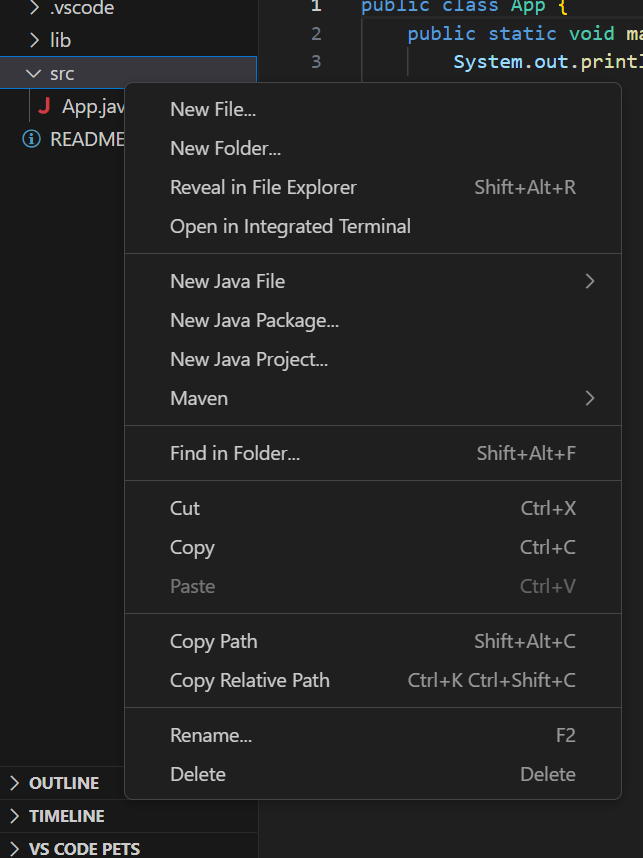 .vscode
public class App {
lib
2
public static void ma
src
3
System.out.printl
App.jav
README
New File...
New Folder...
Reveal in File Explorer Shift+Alt+R
Open in Integrated Terminal
New Java File
New Java Package...
New Java Project...
Maven
Find in Folder... Shift+Alt+F
Cut Ctrl+X
Copy Ctrl+C
Paste Ctrl+V
Copy Path Shift+Alt+C
Copy Relative Path Ctrl+K Ctrl+Shift+C
Rename... F2
Delete Delete
OUTLINE
TIMELINE
VS CODE PETS